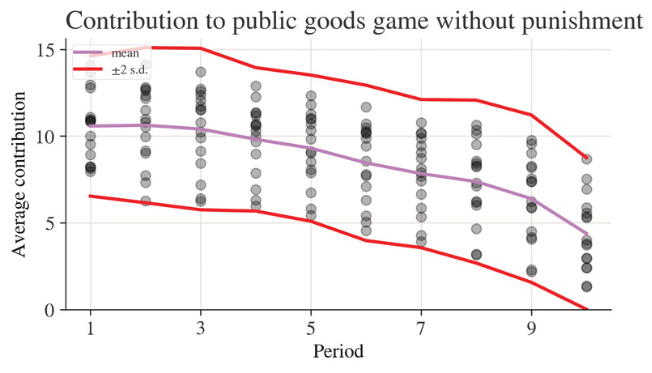 Contribution to public goods game without punishment
15
mean
±2 s.d.
10
5
0
Average contribution
1 3 5 7 9
Period